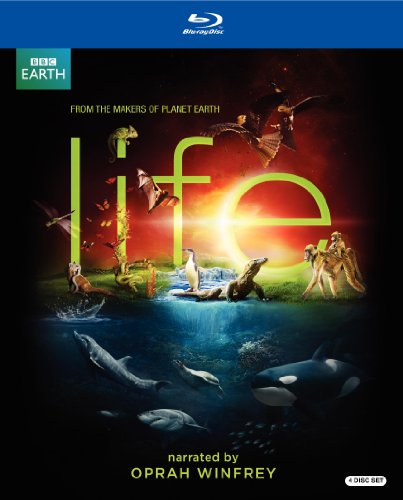 Blu-ray Disc
BBC
EARTH
FROM THE MAKERS OF PLANET EARTH
life
narrated by
OPRAH WINFREY
4 DISC SET